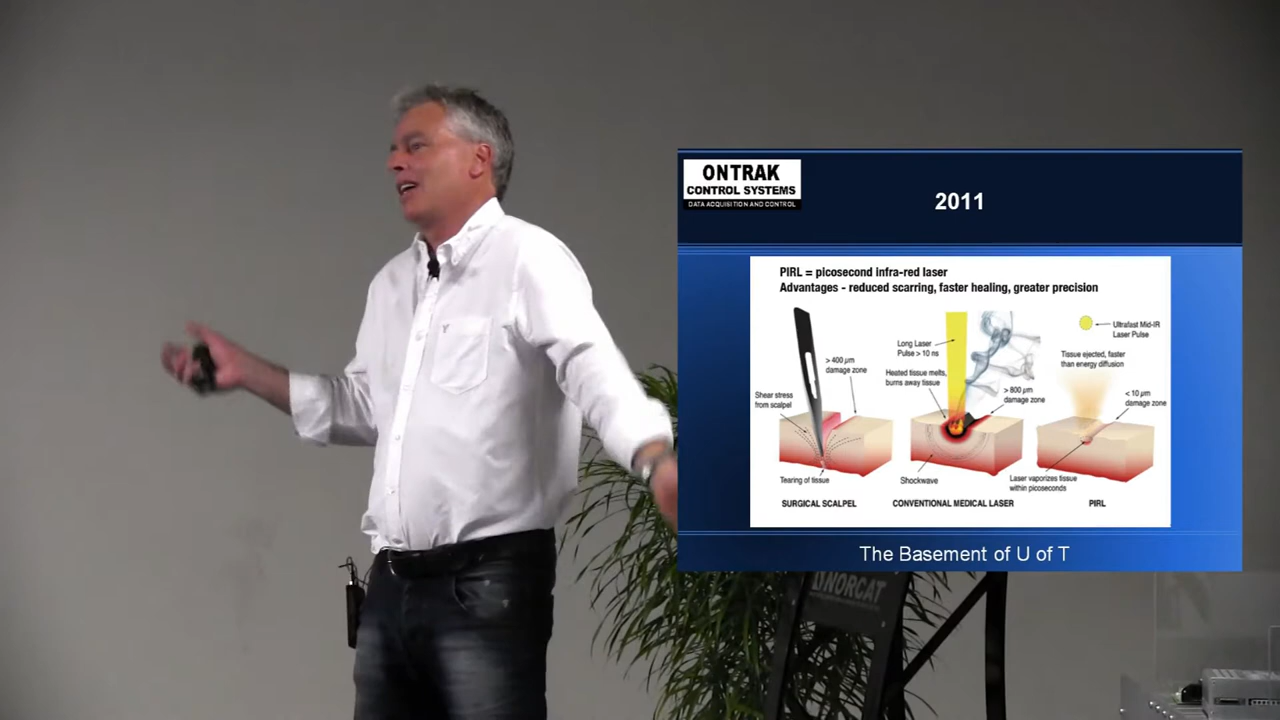 ONTRAK
CONTROL SYSTEMS
DATA ACQUISITION AND CONTROL
2011
PIRL = picosecond infra-red laser
Advantages - reduced scarring, faster healing, greater precision
Shear stress
from scalpel
> 400 µm
damage zone
Tearing of tissue
SURGICAL SCALPEL
Long Laser
Pulse > 10 ns
Heated tissue melts,
burns away tissue
> 800 µm
damage zone
Shockwave
CONVENTIONAL MEDICAL LASER
Ultrafast Mid-IR
Laser Pulse
Tissue ejected, faster
than energy diffusion
< 10 µm
damage zone
Laser vaporizes tissue
within picoseconds
PIRL
The Basement of U of T
NORCAT